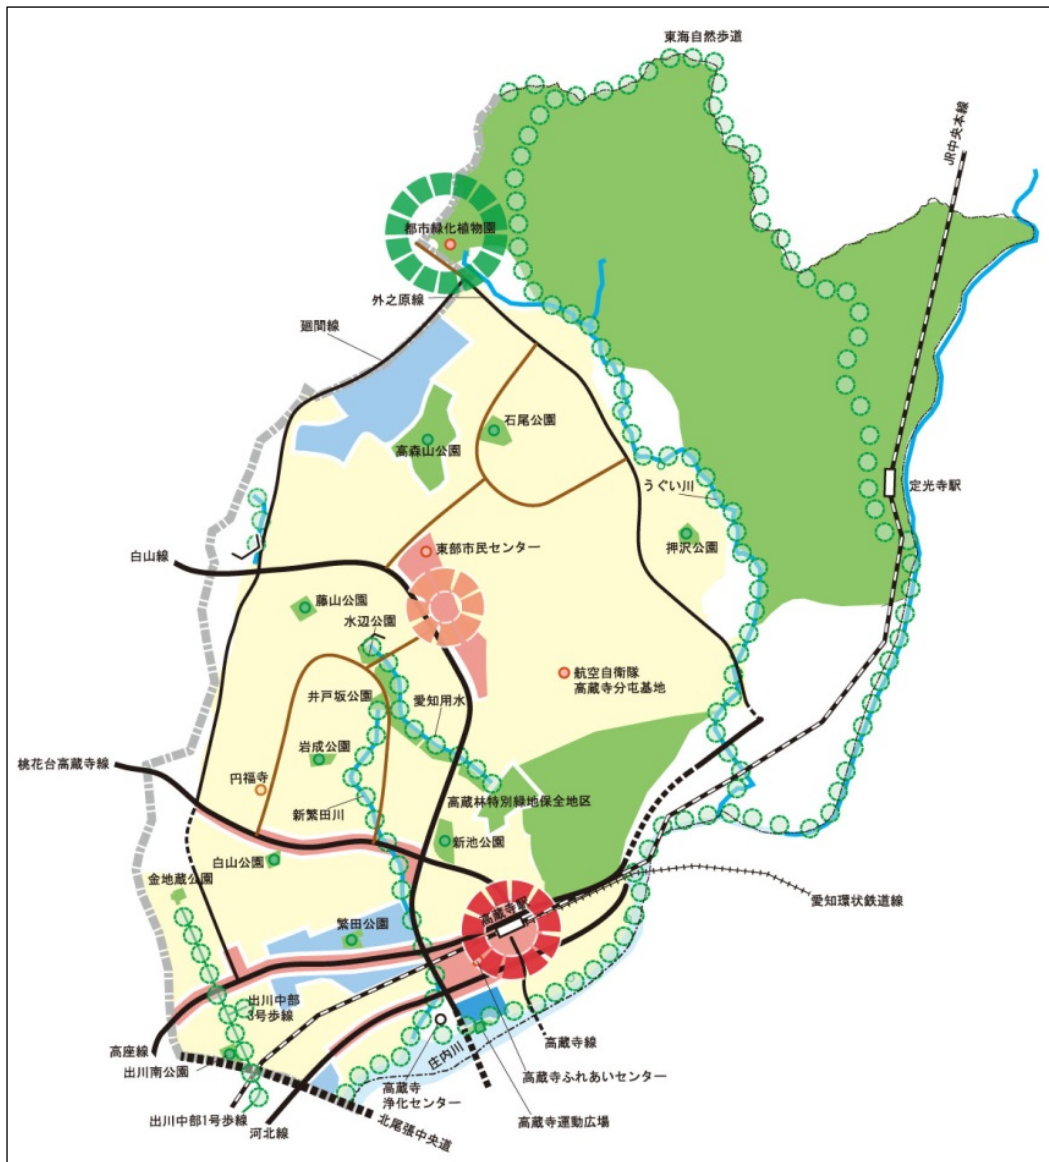 東海自然歩道
JR中央本線
都市緑化植物園
外之原線
廻間線
石尾公園
高森山公園
うぐい川
定光寺駅
押沢公園
東部市民センター
白山線
藤山公園
水辺公園
航空自衛隊
高蔵寺分屯基地
井戸坂公園
愛知用水
岩成公園
桃花台高蔵寺線
円福寺
高蔵林特別緑地保全地区
新繁田川
新池公園
白山公園
金地蔵公園
愛知環状鉄道線
高蔵寺駅
繁田公園
出川中部
3号歩線
高座線
出川南公園
庄内川
高蔵寺線
高蔵寺ふれあいセンター
高蔵寺
浄化センター
高蔵寺運動広場
出川中部1号歩線
河北線
北尾張中央道